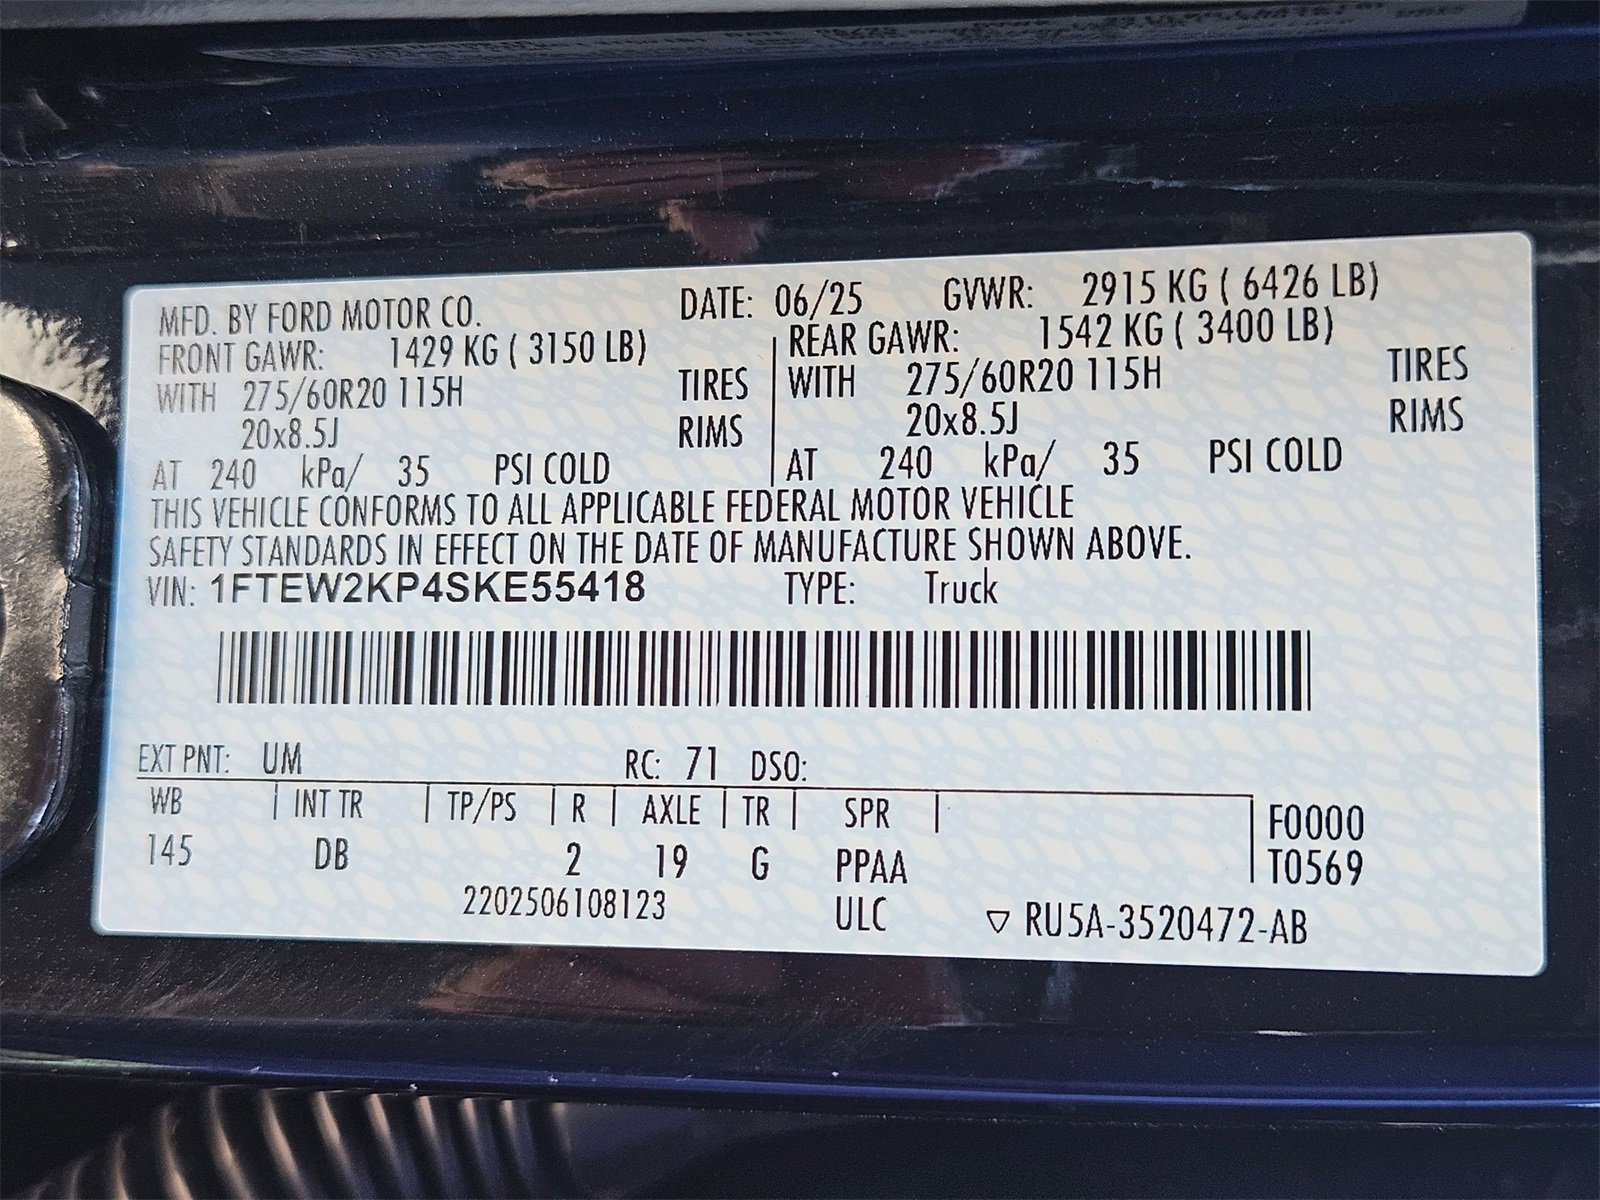 MFD. BY FORD MOTOR CO. DATE: 06/25 GVWR: 2915 KG ( 6426 LB)
FRONT GAWR: 1429 KG ( 3150 LB) REAR GAWR: 1542 KG ( 3400 LB)
WITH 275/60R20 115H TIRES WITH 275/60R20 115H TIRES
20x8.5J RIMS 20x8.5J RIMS
AT 240 kPa/ 35 PSI COLD AT 240 kPa/ 35 PSI COLD
THIS VEHICLE CONFORMS TO ALL APPLICABLE FEDERAL MOTOR VEHICLE
SAFETY STANDARDS IN EFFECT ON THE DATE OF MANUFACTURE SHOWN ABOVE.
VIN: 1FTEW2KP4SKE55418 TYPE: Truck
EXT PNT: UM RC: 71 DSO:
WB INT TR TP/PS R AXLE TR SPR F0000
145 DB 2 19 G PPAA T0569
2202506108123 ULC ▽ RU5A-3520472-AB